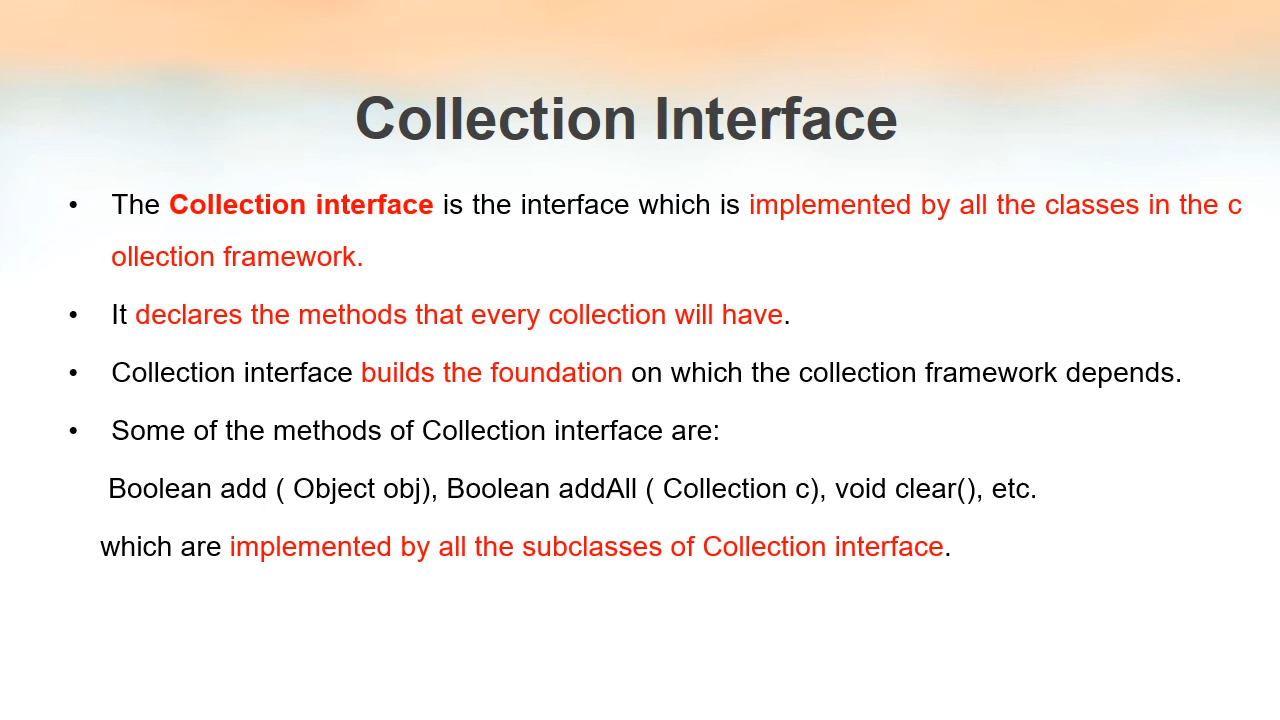 Collection Interface
• The Collection interface is the interface which is implemented by all the classes in the c
ollection framework.
• It declares the methods that every collection will have.
• Collection interface builds the foundation on which the collection framework depends.
• Some of the methods of Collection interface are:
Boolean add ( Object obj), Boolean addAll ( Collection c), void clear(), etc.
which are implemented by all the subclasses of Collection interface.